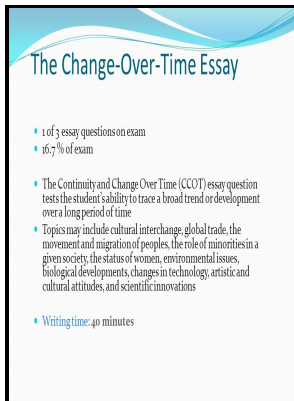 The Change-Over-Time Essay
• 1 of 3 essay questions on exam
• 16.7 % of exam
• The Continuity and Change Over Time (CCOT) essay question
tests the student's ability to trace a broad trend or development
over a long period of time
• Topics may include cultural interchange, global trade, the
movement and migration of peoples, the role of minorities in a
given society, the status of women, environmental issues,
biological developments, changes in technology, artistic and
cultural attitudes, and scientific innovations
• Writing time: 40 minutes